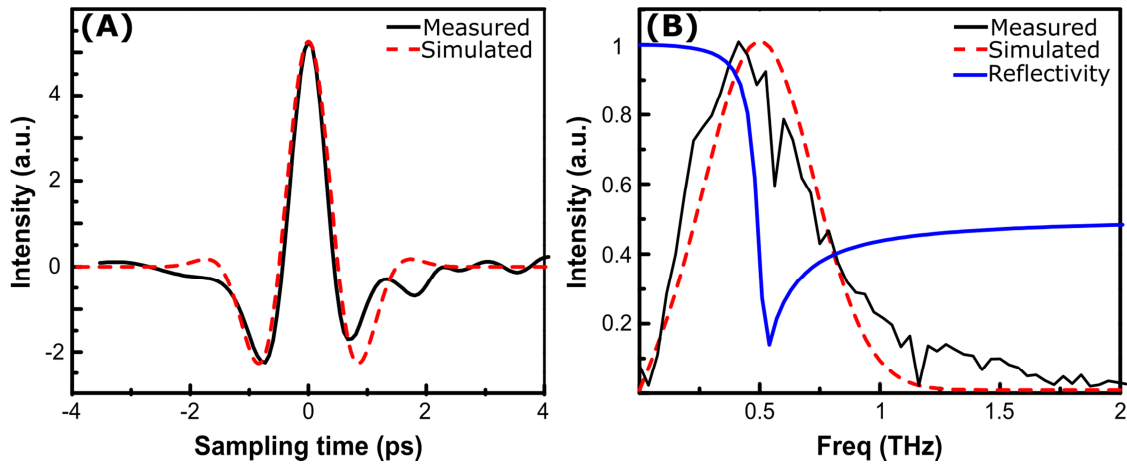 (A)
Measured
Simulated
Intensity (a.u.)
4
2
0
-2
-4
-2
0
2
4
Sampling time (ps)
(B)
Measured
Simulated
Reflectivity
Intensity (a.u.)
1
0.8
0.6
0.4
0.2
0.5
1
1.5
2
Freq (THz)